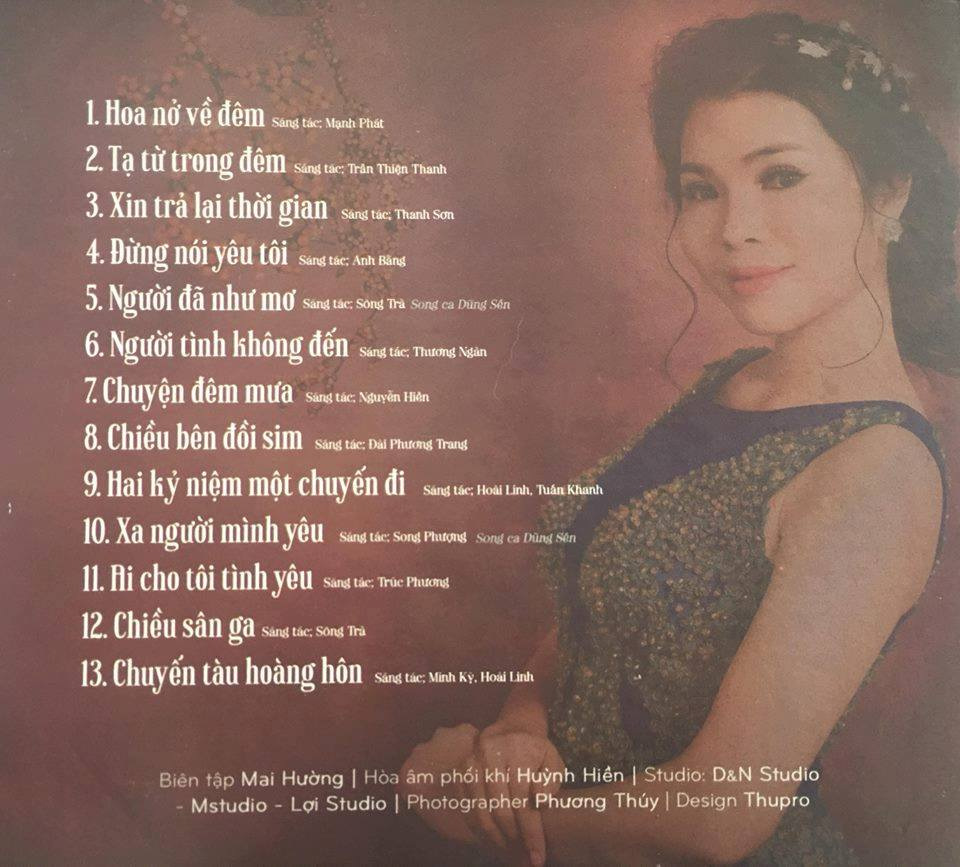 1. Hoa nở về đêm Sáng tác; Mạnh Phát
2. Tạ từ trong đêm Sáng tác; Trần Thiện Thanh
3. Xin trả lại thời gian Sáng tác; Thanh Sơn
4. Đừng nói yêu tôi Sáng tác; Anh Bằng
5. Người đã như mơ Sáng tác; Sông Trà Song ca Dũng Sến
6. Người tình không đến Sáng tác; Thương Ngân
7. Chuyện đêm mưa Sáng tác; Nguyễn Hiền
8. Chiều bên đồi sim Sáng tác; Đài Phương Trang
9. Hai kỷ niệm một chuyến đi Sáng tác; Hoài Linh, Tuấn Khanh
10. Xa người mình yêu Sáng tác; Song Phượng Song ca Dũng Sến
11. Ai cho tôi tình yêu Sáng tác; Trúc Phương
12. Chiều sân ga Sáng tác; Sông Trà
13. Chuyến tàu hoàng hôn Sáng tác; Minh Kỳ, Hoài Linh
Biên tập Mai Hường | Hòa âm phối khí Huỳnh Hiền | Studio: D&N Studio
- Mstudio - Lợi Studio | Photographer Phương Thúy | Design Thupro